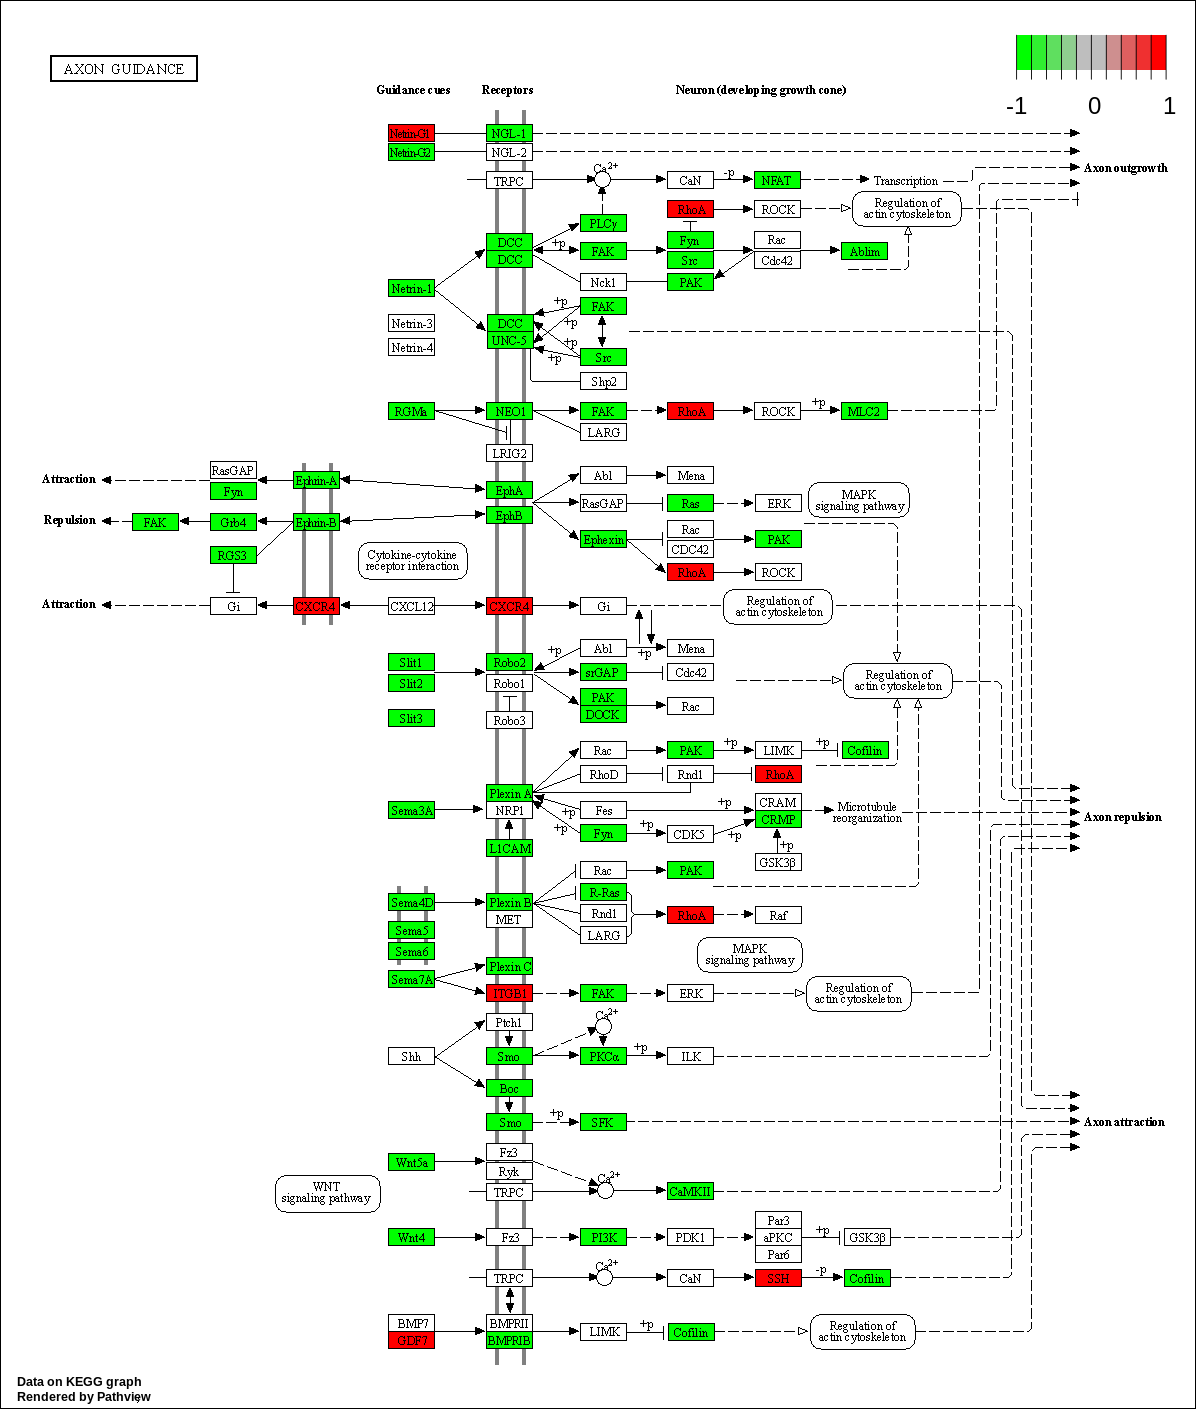 AXON GUIDANCE
-1 0 1
Guidance cues Receptors Neuron (developing growth cone)
Netrin-G1 NGL-1
Netrin-G2 NGL-2
Axon outgrowth
TRPC Ca2+ CaN -p NFAT Transcription
RhoA ROCK Regulation of
actin cytoskeleton
PLCγ
DCC +p FAK Fyn Rac Ablim
DCC Src Cdc42
Netrin-1 Nck1 PAK
FAK
+p
Netrin-3 DCC +p
UNC-5 +p
Netrin-4 +p Src
Shp2
RGMa NEO1 FAK RhoA ROCK +p MLC2
LARG
LRIG2
Attraction RasGAP Ephrin-A Abl Mena
Fyn EphA RasGAP Ras ERK MAPK
signaling pathway
Repulsion FAK Grb4 Ephrin-B EphB
Rac
RGS3 Cytokine-cytokine
receptor interaction Ephexin CDC42 PAK
RhoA ROCK
Attraction Gi CXCR4 CXCL12 CXCR4 Gi Regulation of
actin cytoskeleton
+p Abl +p Mena
Slit1 Robo2 srGAP Cdc42 Regulation of
actin cytoskeleton
Slit2 Robo1 PAK
Slit3 Robo3 DOCK Rac
Rac PAK +p LIMK +p Cofilin
RhoD Rnd1 RhoA
Plexin A
Sema3A NRP1 +p Fes +p CRAM Microtubule
reorganization
CRMP
+p Fyn +p CDK5 +p
Axon repulsion
L1CAM +p
GSK3β
Rac PAK
Sema4D Plexin B R-Ras
MET Rnd1 RhoA Raf
Sema5 LARG
Sema6 MAPK
signaling pathway
Sema7A Plexin C
ITGB1 FAK ERK Regulation of
actin cytoskeleton
Ptch1 Ca2+
Shh Smo PKCα +p ILK
Boc
Smo +p SFK Axon attraction
Wnt5a Fz3
Ryk
WNT
signaling pathway TRPC Ca2+ CaMKII
Par3
Wnt4 Fz3 PI3K PDK1 aPKC +p GSK3β
Par6
TRPC Ca2+ CaN SSH -p Cofilin
BMP7 BMPRII
GDF7 BMPRIB LIMK +p Cofilin Regulation of
actin cytoskeleton
Data on KEGG graph
Rendered by Pathview